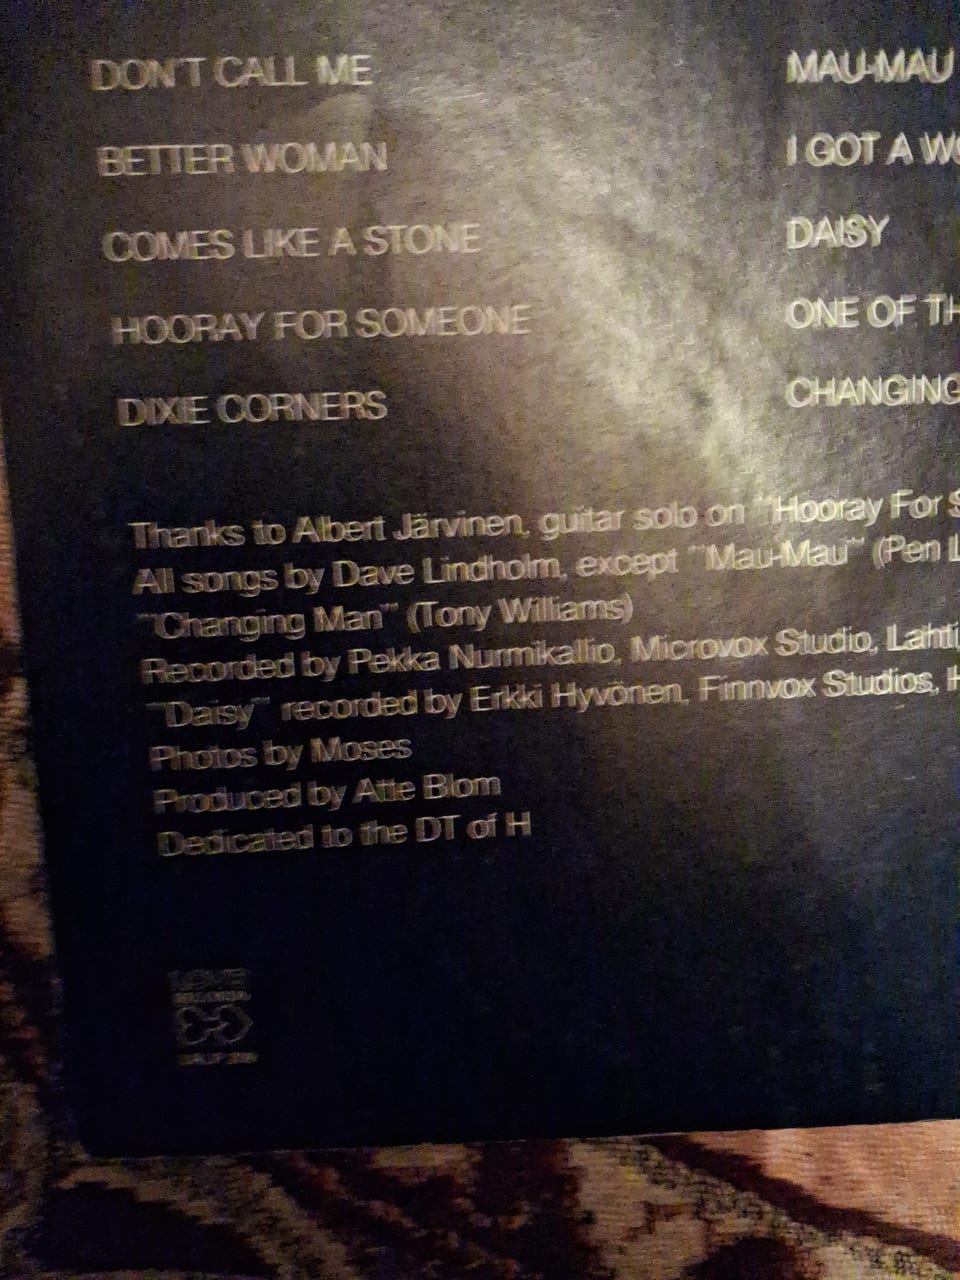 DON'T CALL ME
BETTER WOMAN
COMES LIKE A STONE
HOORAY FOR SOMEONE
DIXIE CORNERS
MAU-MAU
I GOT A
DAISY
ONE OF
CHANGING
Thanks to Albert Järvinen, guitar solo on "Hooray For
All songs by Dave Lindholm, except "Mau-Mau" (Pen
"Changing Man" (Tony Williams)
Recorded by Pekka Nurmikallio, Microvox Studio, Lahti
"Daisy" recorded by Erkki Hyvönen, Finnvox Studios,
Photos by Moses
Produced by Atte Blom
Dedicated to the DT of H
LOVE
RECORDS